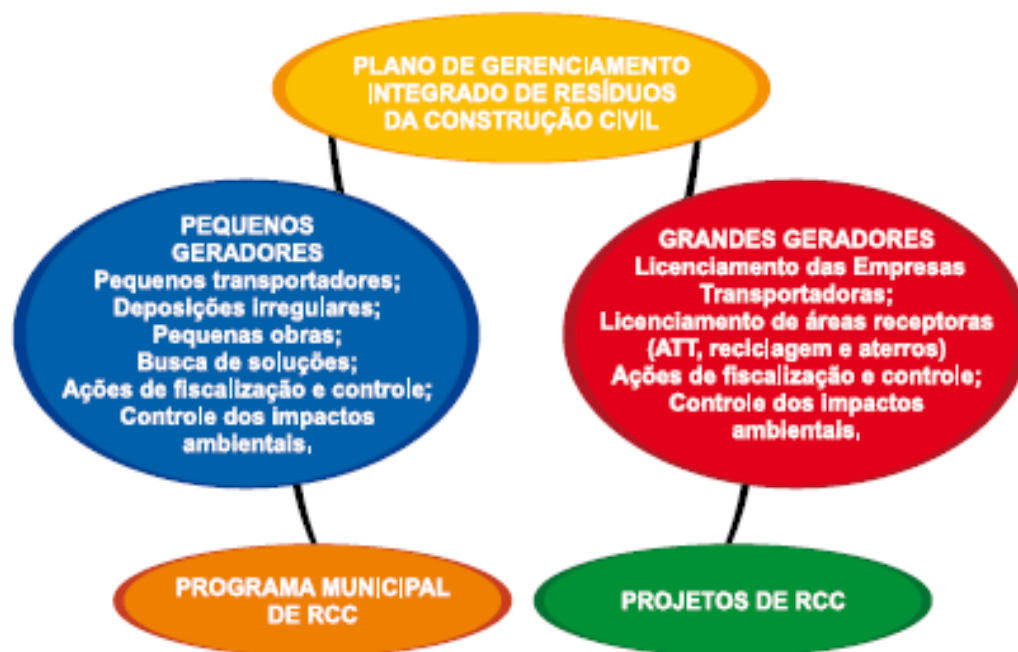 PLANO DE GERENCIAMENTO
INTEGRADO DE RESÍDUOS
DA CONSTRUÇÃO CIVIL
PEQUENOS
GERADORES
Pequenos transportadores;
Deposições irregulares;
Pequenas obras;
Busca de soluções;
Ações de fiscalização e controle;
Controle dos impactos
ambientais.
GRANDES GERADORES
Licenciamento das Empresas
Transportadoras;
Licenciamento de áreas receptoras
(ATT, reciclagem e aterros)
Ações de fiscalização e controle;
Controle dos impactos
ambientais.
PROGRAMA MUNICIPAL
DE RCC
PROJETOS DE RCC